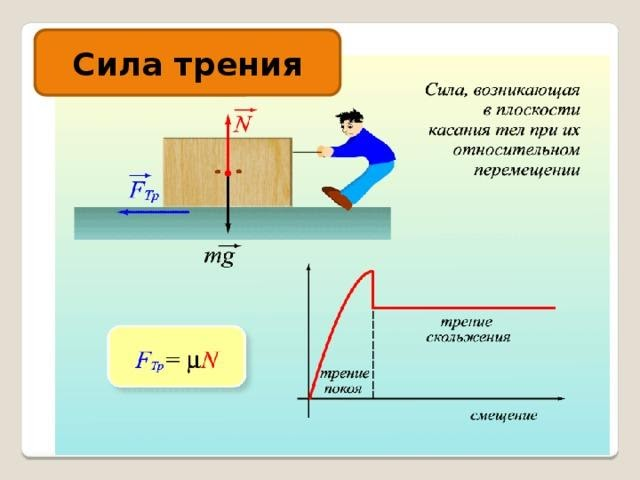 Сила трения
Сила, возникающая
в плоскости
касания тел при их
относительном
перемещении
N
FТр
mg
FТр = μN
трение
скольжения
трение
покоя
смещение